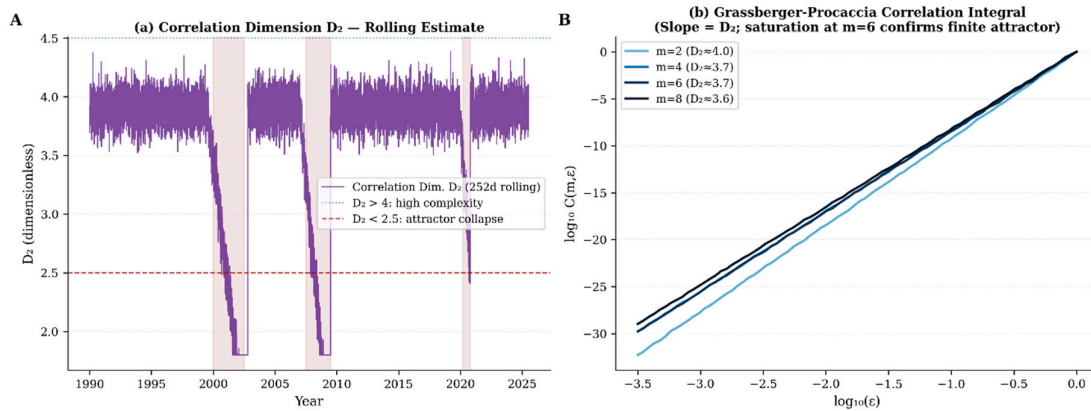 A
(a) Correlation Dimension D₂ — Rolling Estimate
4.5
4.0
3.5
3.0
2.5
2.0
D₂ (dimensionless)
Correlation Dim. D₂ (252d rolling)
D₂ > 4: high complexity
D₂ < 2.5: attractor collapse
1990 1995 2000 2005 2010 2015 2020 2025
Year
B
(b) Grassberger-Procaccia Correlation Integral
(Slope = D₂; saturation at m=6 confirms finite attractor)
m=2 (D₂≈4.0)
m=4 (D₂≈3.7)
m=6 (D₂≈3.7)
m=8 (D₂≈3.6)
0
−5
−10
−15
−20
−25
−30
log₁₀ C(m,ε)
−3.5 −3.0 −2.5 −2.0 −1.5 −1.0 −0.5 0.0
log₁₀(ε)